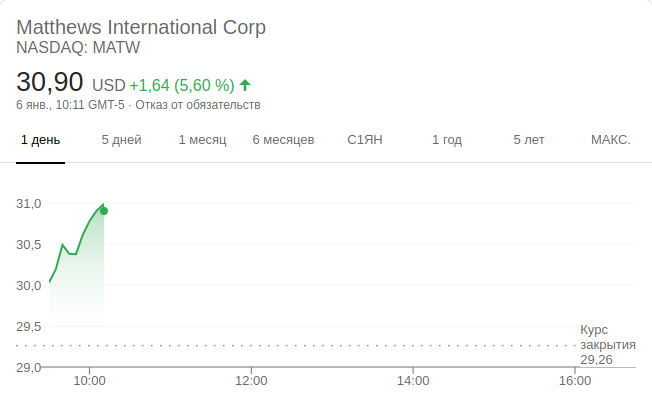 Matthews International Corp
NASDAQ: MATW
30,90 USD +1,64 (5,60 %)
6 янв., 10:11 GMT-5 · Отказ от обязательств
1 день 5 дней 1 месяц 6 месяцев С1ЯН 1 год 5 лет МАКС.
31,0
30,5
30,0
29,5
Курс
закрытия
29,26
29,0
10:00 12:00 14:00 16:00